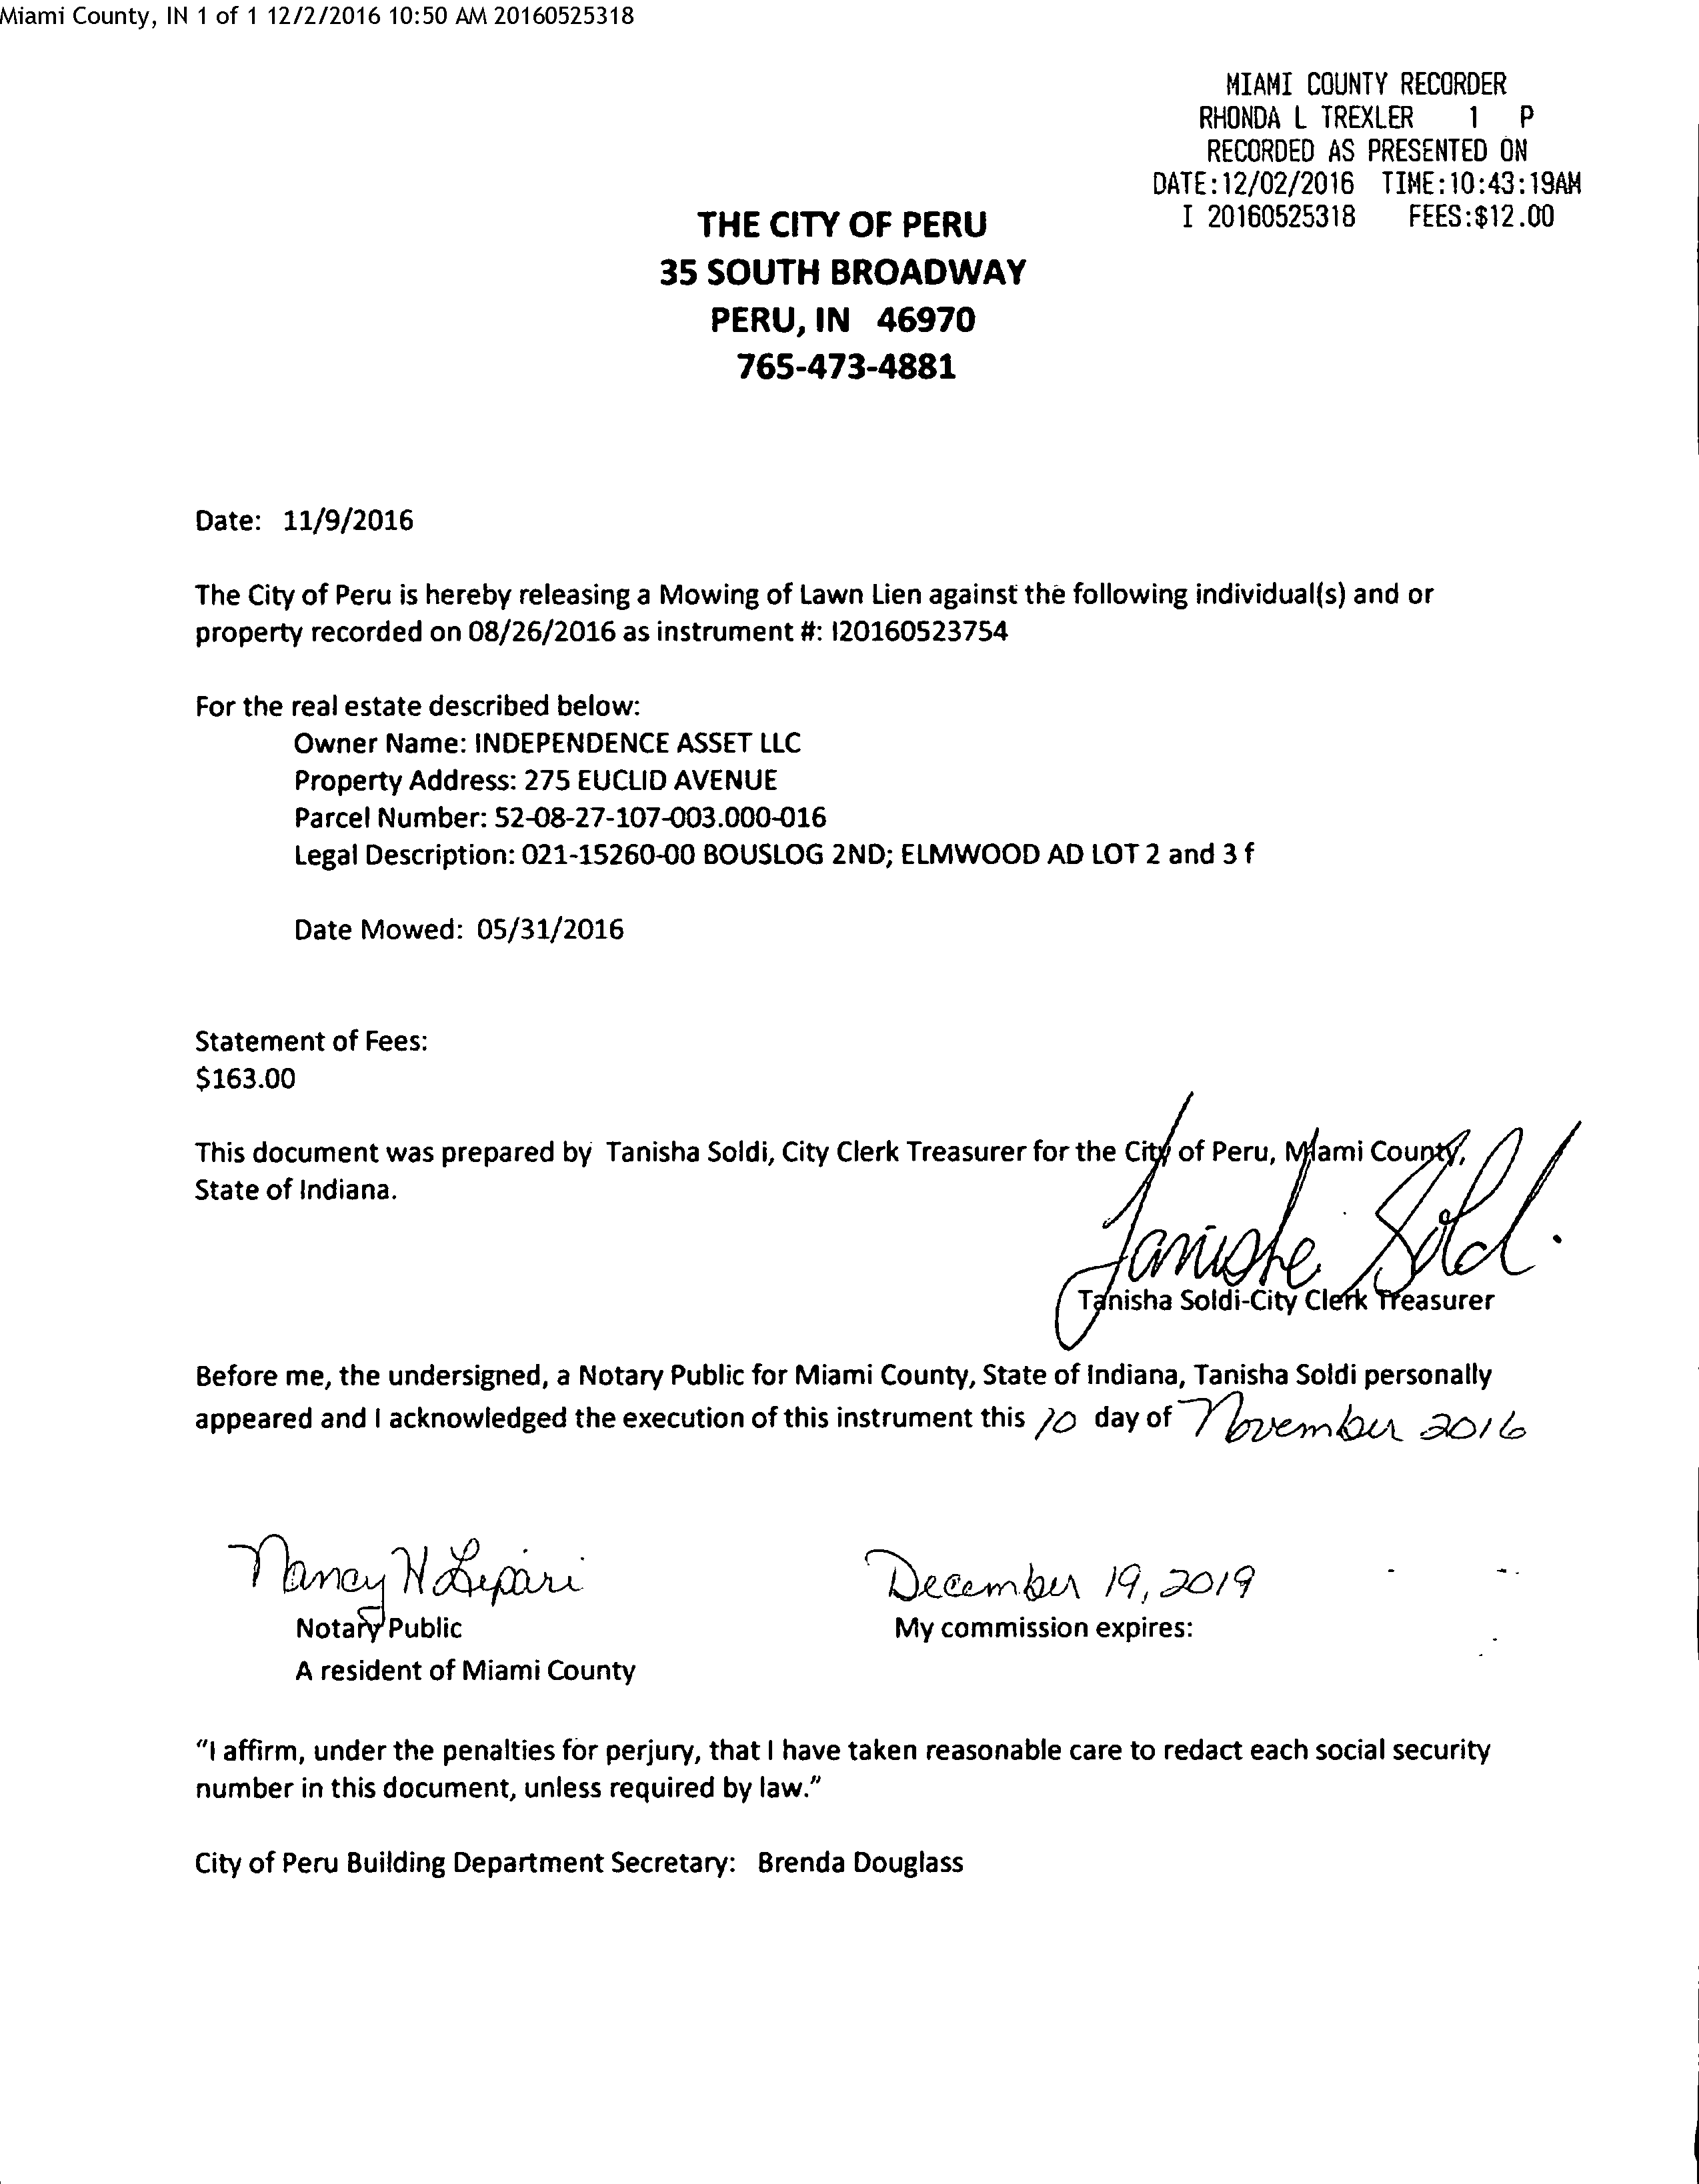 Miami County, IN 1 of 1 12/2/2016 10:50 AM 20160525318
MIAMI COUNTY RECORDER
RHONDA L TREXLER 1 P
RECORDED AS PRESENTED ON
DATE:12/02/2016 TIME:10:43:19AM
I 20160525318 FEES:$12.00
THE CITY OF PERU
35 SOUTH BROADWAY
PERU, IN 46970
765-473-4881
Date: 11/9/2016
The City of Peru is hereby releasing a Mowing of Lawn Lien against the following individual(s) and or
property recorded on 08/26/2016 as instrument #: I20160523754
For the real estate described below:
Owner Name: INDEPENDENCE ASSET LLC
Property Address: 275 EUCLID AVENUE
Parcel Number: 52-08-27-107-003.000-016
Legal Description: 021-15260-00 BOUSLOG 2ND; ELMWOOD AD LOT 2 and 3 f
Date Mowed: 05/31/2016
Statement of Fees:
$163.00
This document was prepared by Tanisha Soldi, City Clerk Treasurer for the City of Peru, Miami County,
State of Indiana.
Tanisha Soldi
Tanisha Soldi-City Clerk Treasurer
Before me, the undersigned, a Notary Public for Miami County, State of Indiana, Tanisha Soldi personally
appeared and I acknowledged the execution of this instrument this 10 day of November 2016
Nancy H Lipari December 19, 2019
Notary Public My commission expires:
A resident of Miami County
"I affirm, under the penalties for perjury, that I have taken reasonable care to redact each social security
number in this document, unless required by law."
City of Peru Building Department Secretary: Brenda Douglass